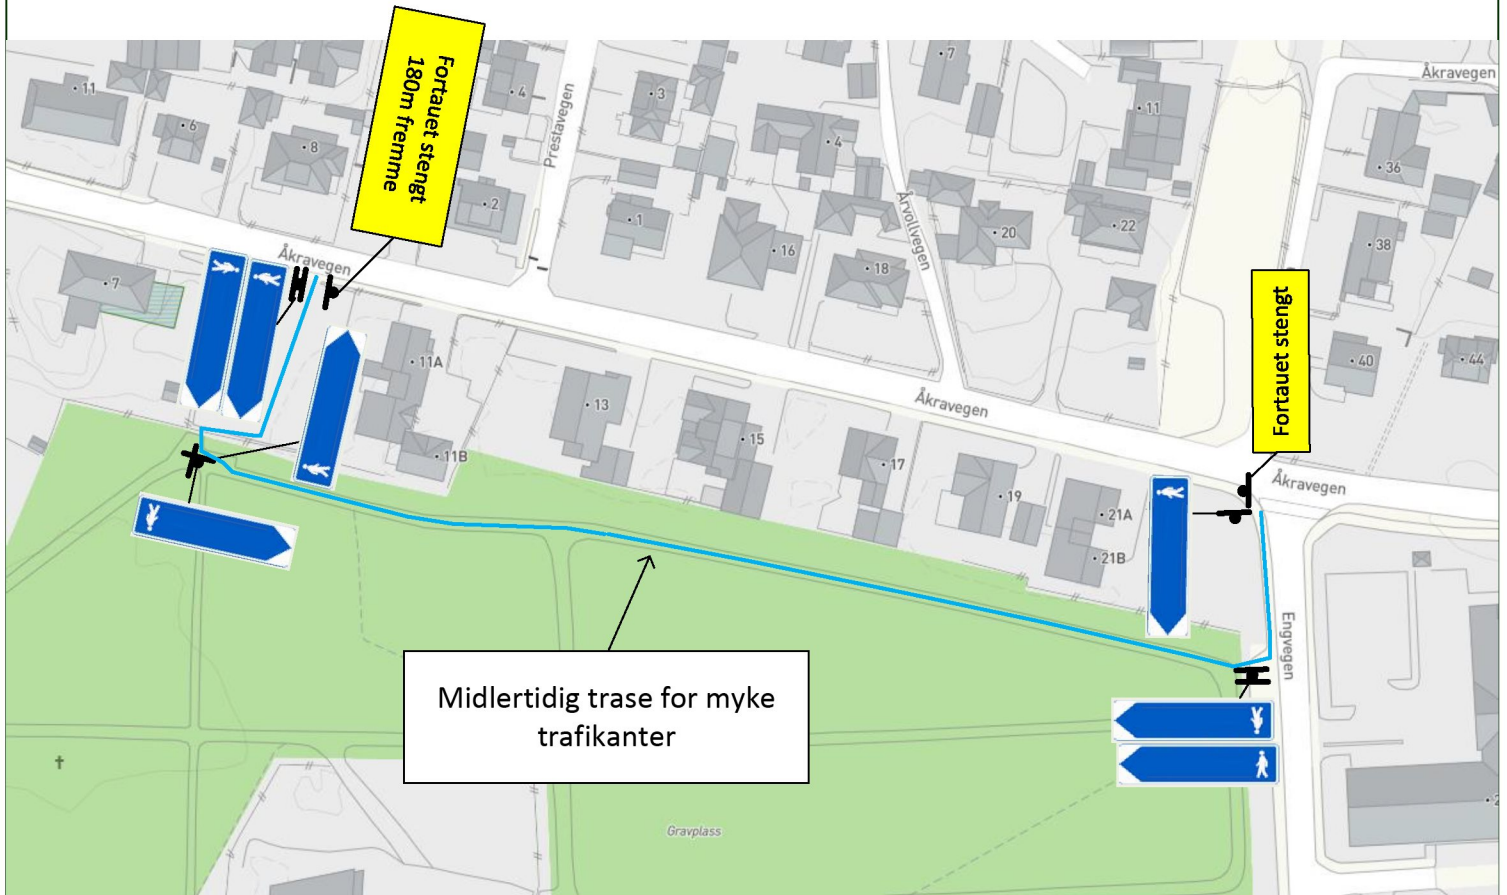 Fortauet stengt
180m fremme
Åkravegen
11
6
8
4
2
Prestavegen
3
1
4
7
11
Årvollvegen
16
18
20
22
36
38
40
44
Åkravegen
7
Fortauet stengt
11A
11B
13
15
17
19
21A
21B
Åkravegen
Åkravegen
Engvegen
Midlertidig trase for myke
trafikanter
Gravplass